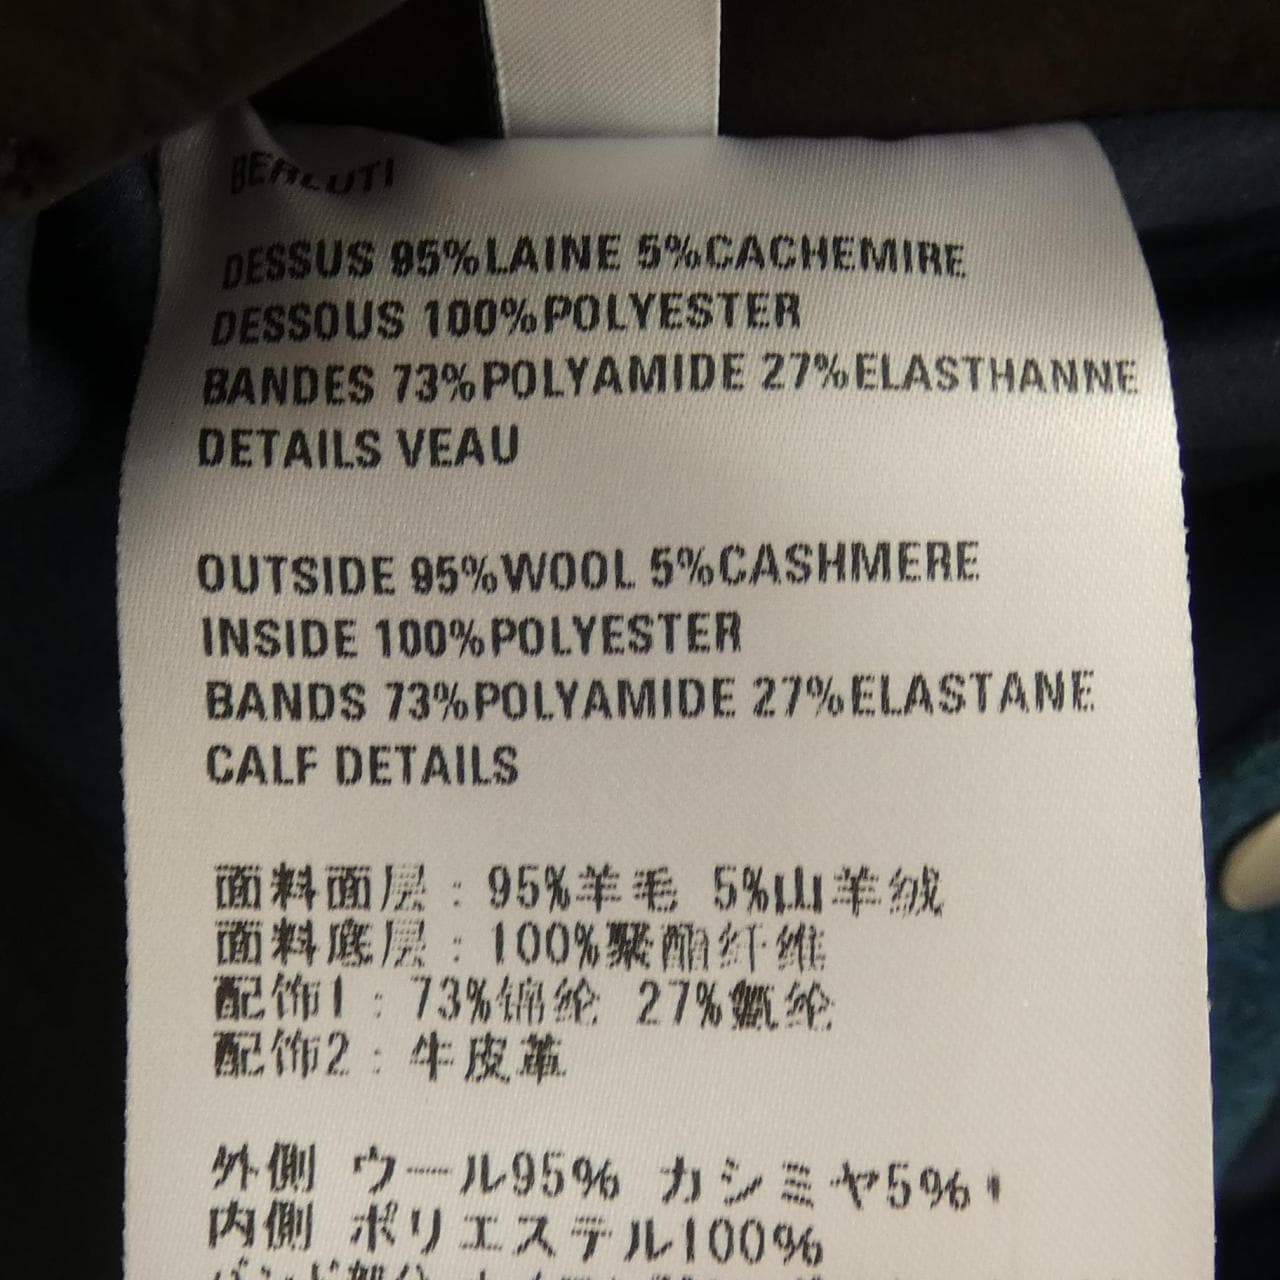 BERLUTI
DESSUS 95%LAINE 5%CACHEMIRE
DESSOUS 100%POLYESTER
BANDES 73%POLYAMIDE 27%ELASTHANNE
DETAILS VEAU
OUTSIDE 95%WOOL 5%CASHMERE
INSIDE 100%POLYESTER
BANDS 73%POLYAMIDE 27%ELASTANE
CALF DETAILS
面料面层：95%羊毛 5%山羊绒
面料底层：100%聚酯纤维
配饰1：73%锦纶 27%氨纶
配饰2：牛皮革
外側 ウール95% カシミヤ5%
内側 ポリエステル100%